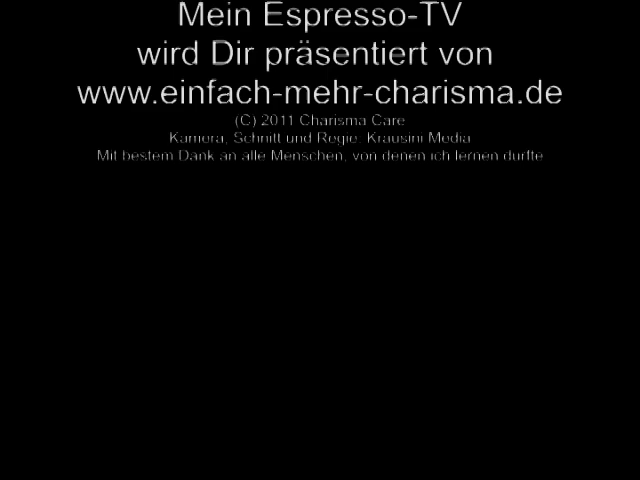 Mein Espresso-TV
wird Dir präsentiert von
www.einfach-mehr-charisma.de
(C) 2011 Charisma Care
Kamera, Schnitt und Regie: Krausini Media
Mit bestem Dank an alle Menschen, von denen ich lernen durfte